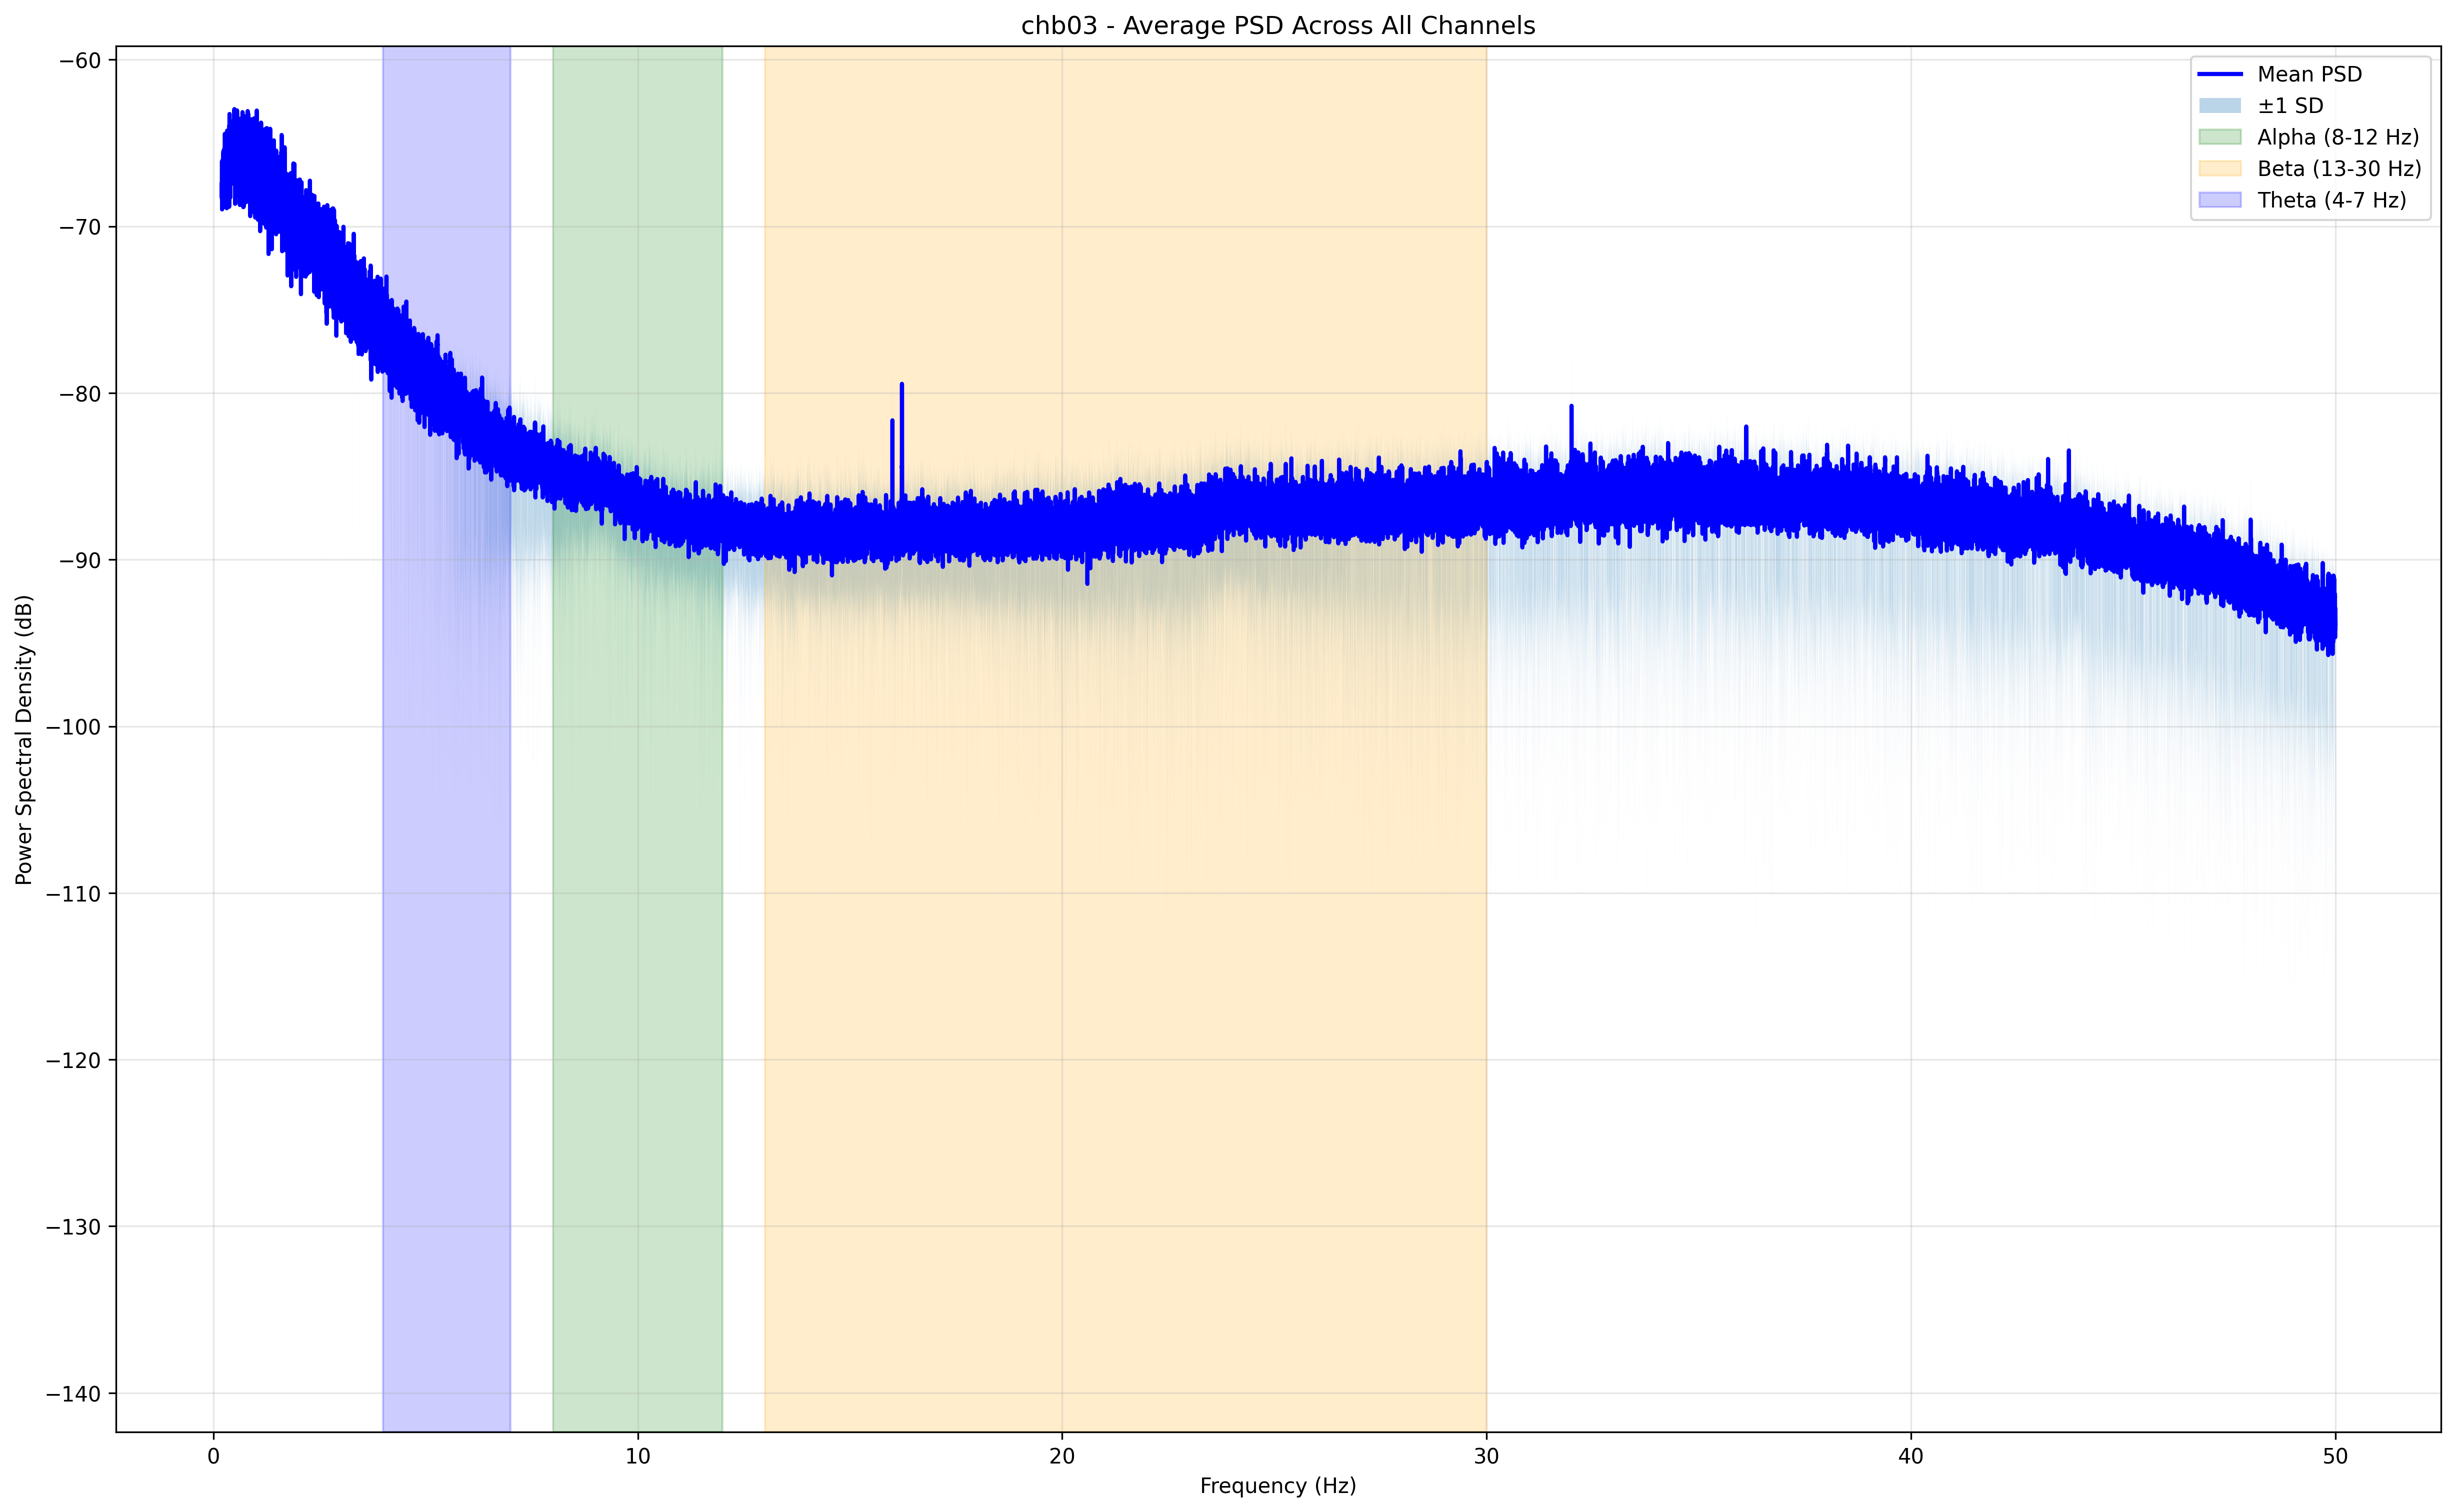 chb03 - Average PSD Across All Channels
Mean PSD
±1 SD
Alpha (8-12 Hz)
Beta (13-30 Hz)
Theta (4-7 Hz)
Power Spectral Density (dB)
−60
−70
−80
−90
−100
−110
−120
−130
−140
0 10 20 30 40 50
Frequency (Hz)